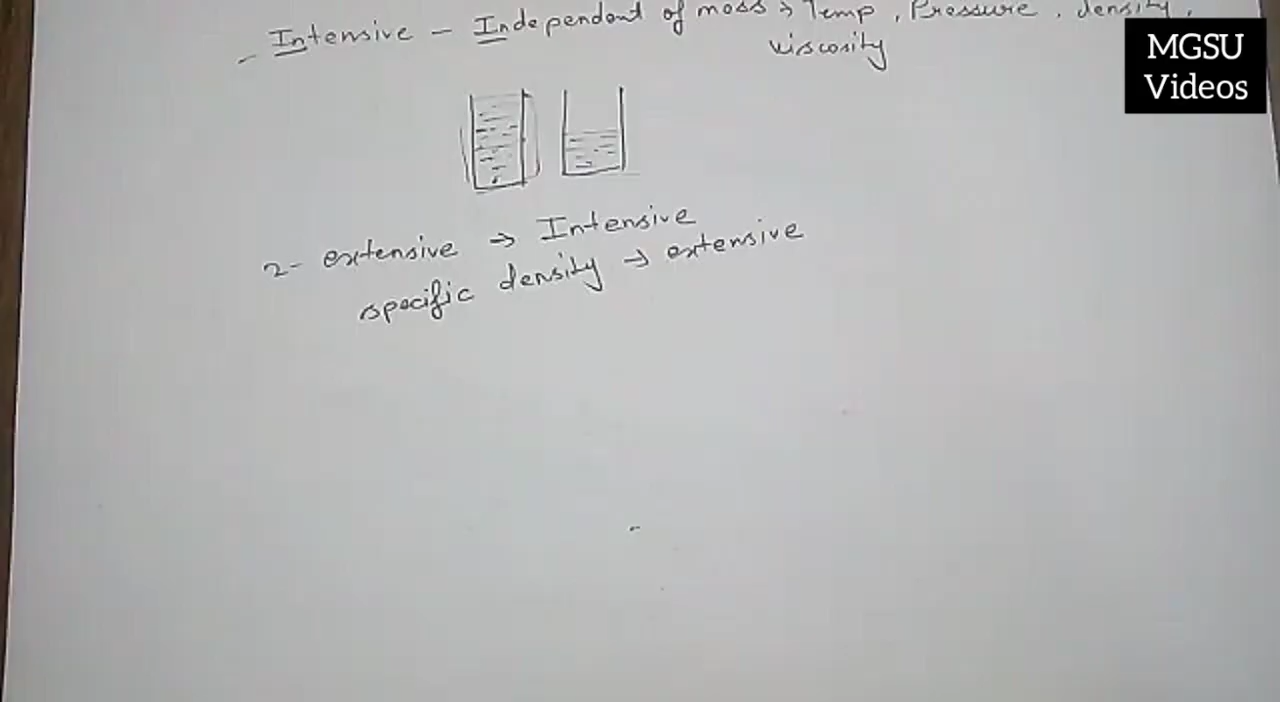 - Intensive - Independent of mass → Temp, Pressure, density,
viscosity
2- extensive → Intensive
specific density → extensive
MGSU
Videos